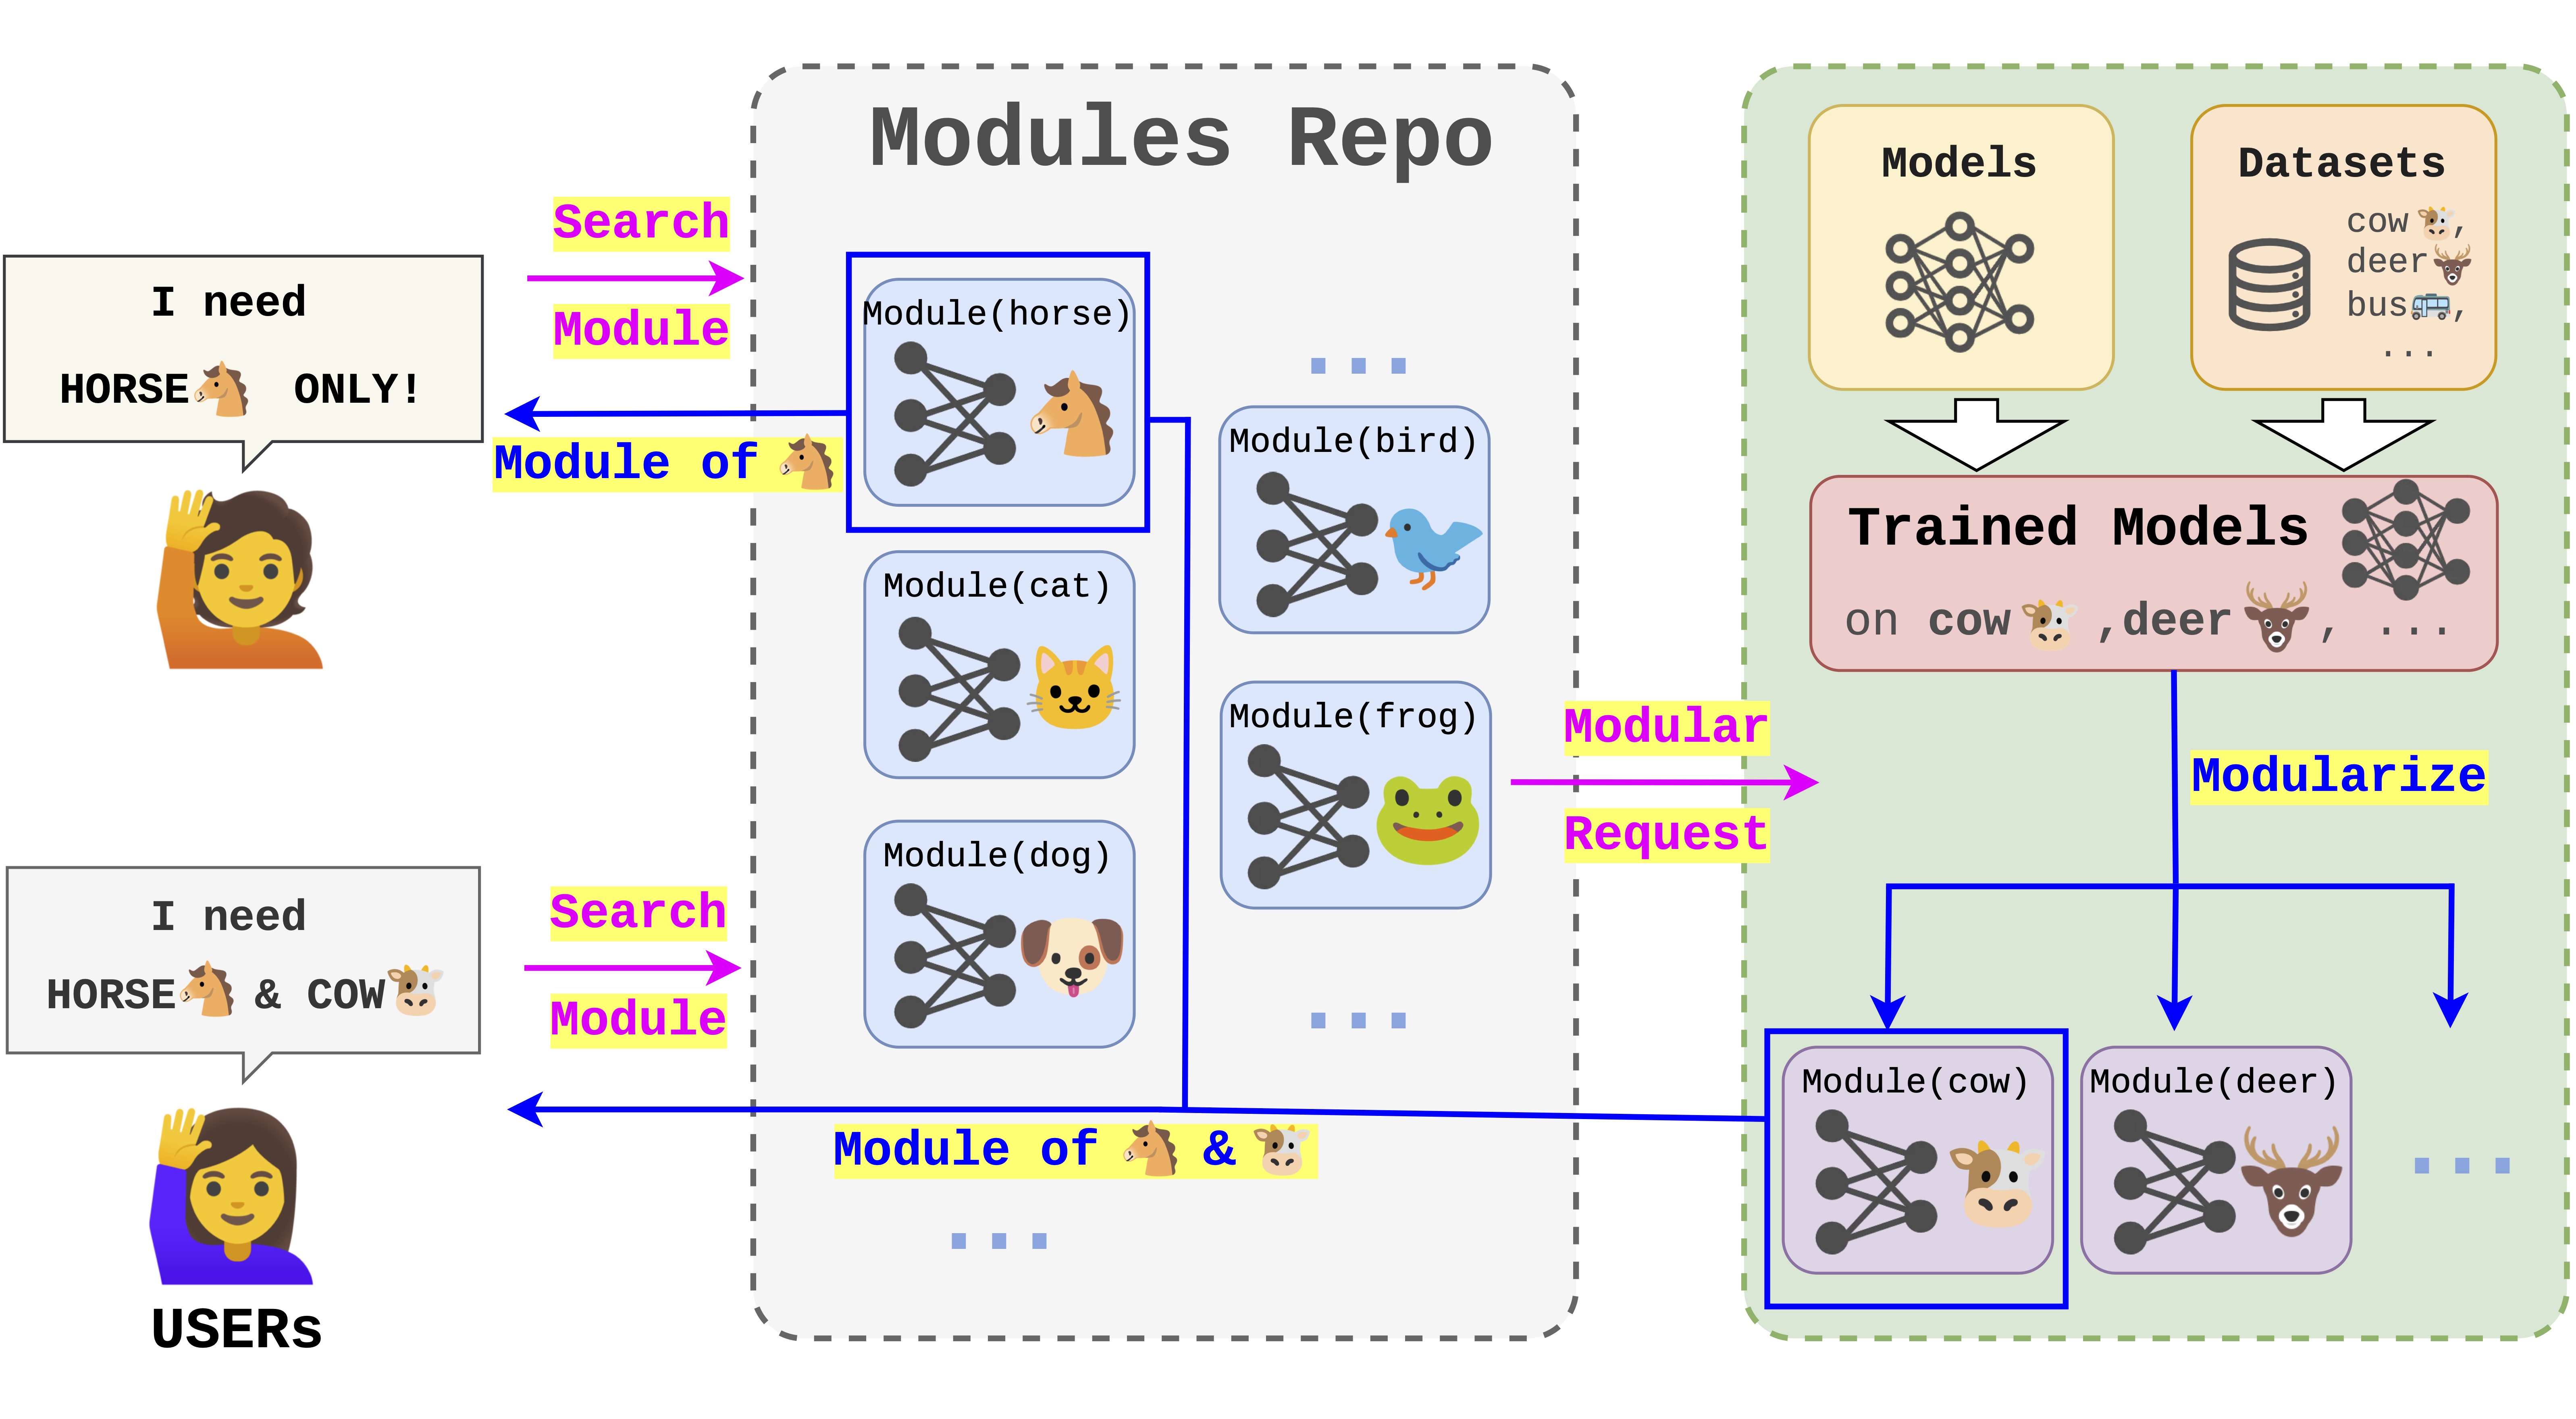 I need
HORSE ONLY!
Search
Module
Module of
I need
HORSE & COW
Search
Module
USERs
Modules Repo
Module(horse)
...
Module(bird)
Module(cat)
Module(frog)
Module(dog)
...
Module of &
...
Modular
Request
Models
Datasets
cow ,
deer
bus ,
...
Trained Models
on cow ,deer , ...
Modularize
Module(cow)
Module(deer)
...